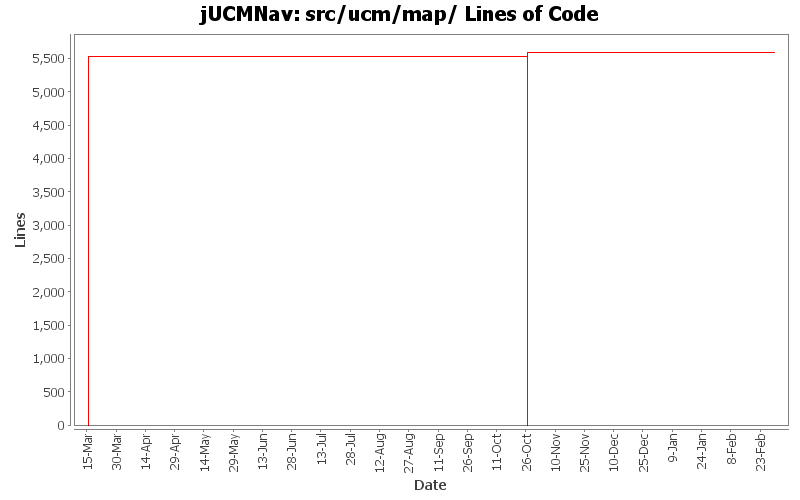 jUCMNav: src/ucm/map/ Lines of Code
Lines
5,500
5,000
4,500
4,000
3,500
3,000
2,500
2,000
1,500
1,000
500
0
15-Mar
30-Mar
14-Apr
29-Apr
14-May
29-May
13-Jun
28-Jun
13-Jul
28-Jul
12-Aug
27-Aug
11-Sep
26-Sep
11-Oct
26-Oct
10-Nov
25-Nov
10-Dec
25-Dec
9-Jan
24-Jan
8-Feb
23-Feb
Date